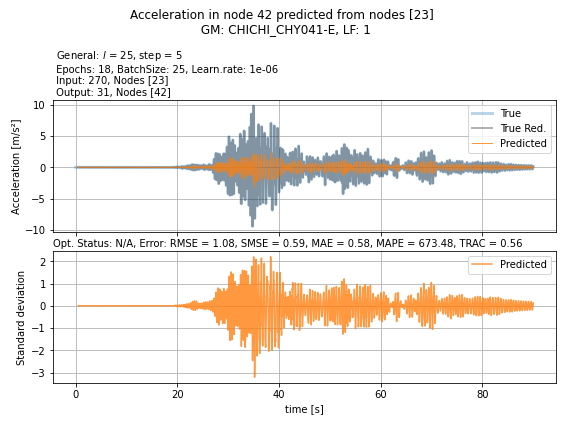 Acceleration in node 42 predicted from nodes [23]
GM: CHICHI_CHY041-E, LF: 1
General: l = 25, step = 5
Epochs: 18, BatchSize: 25, Learn.rate: 1e-06
Input: 270, Nodes [23]
Output: 31, Nodes [42]
Acceleration [m/s²]
10
5
0
−5
−10
True
True Red.
Predicted
Opt. Status: N/A, Error: RMSE = 1.08, SMSE = 0.59, MAE = 0.58, MAPE = 673.48, TRAC = 0.56
Standard deviation
2
1
0
−1
−2
−3
Predicted
0 20 40 60 80
time [s]